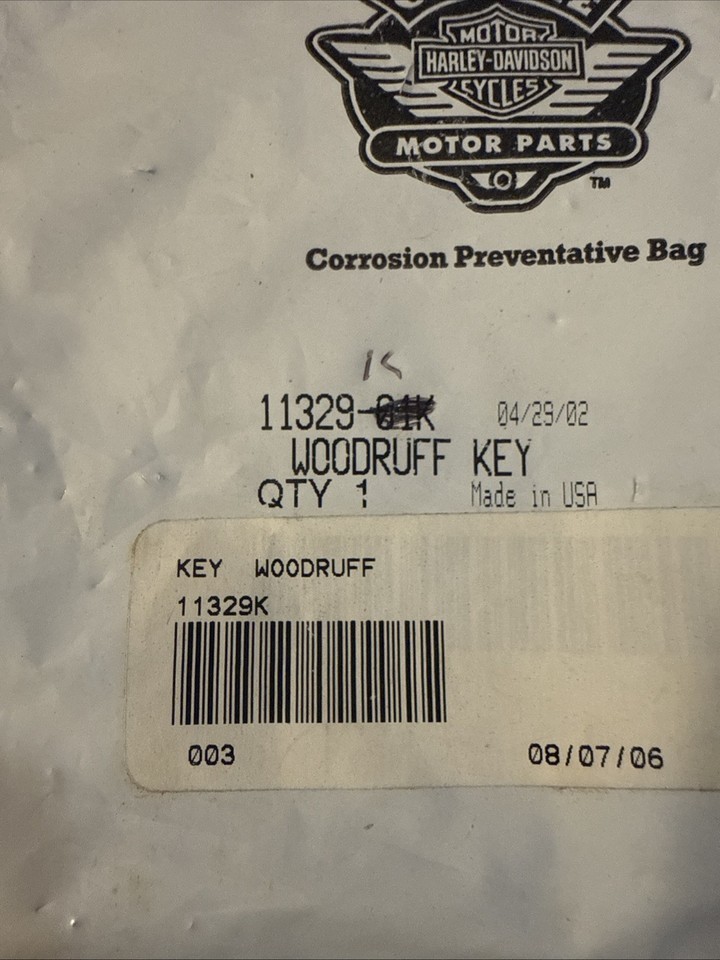 MOTOR
HARLEY-DAVIDSON
CYCLES
MOTOR PARTS
TM
Corrosion Preventative Bag
K
11329-01K 04/29/02
WOODRUFF KEY
QTY 1 Made in USA
KEY WOODRUFF
11329K
003 08/07/06